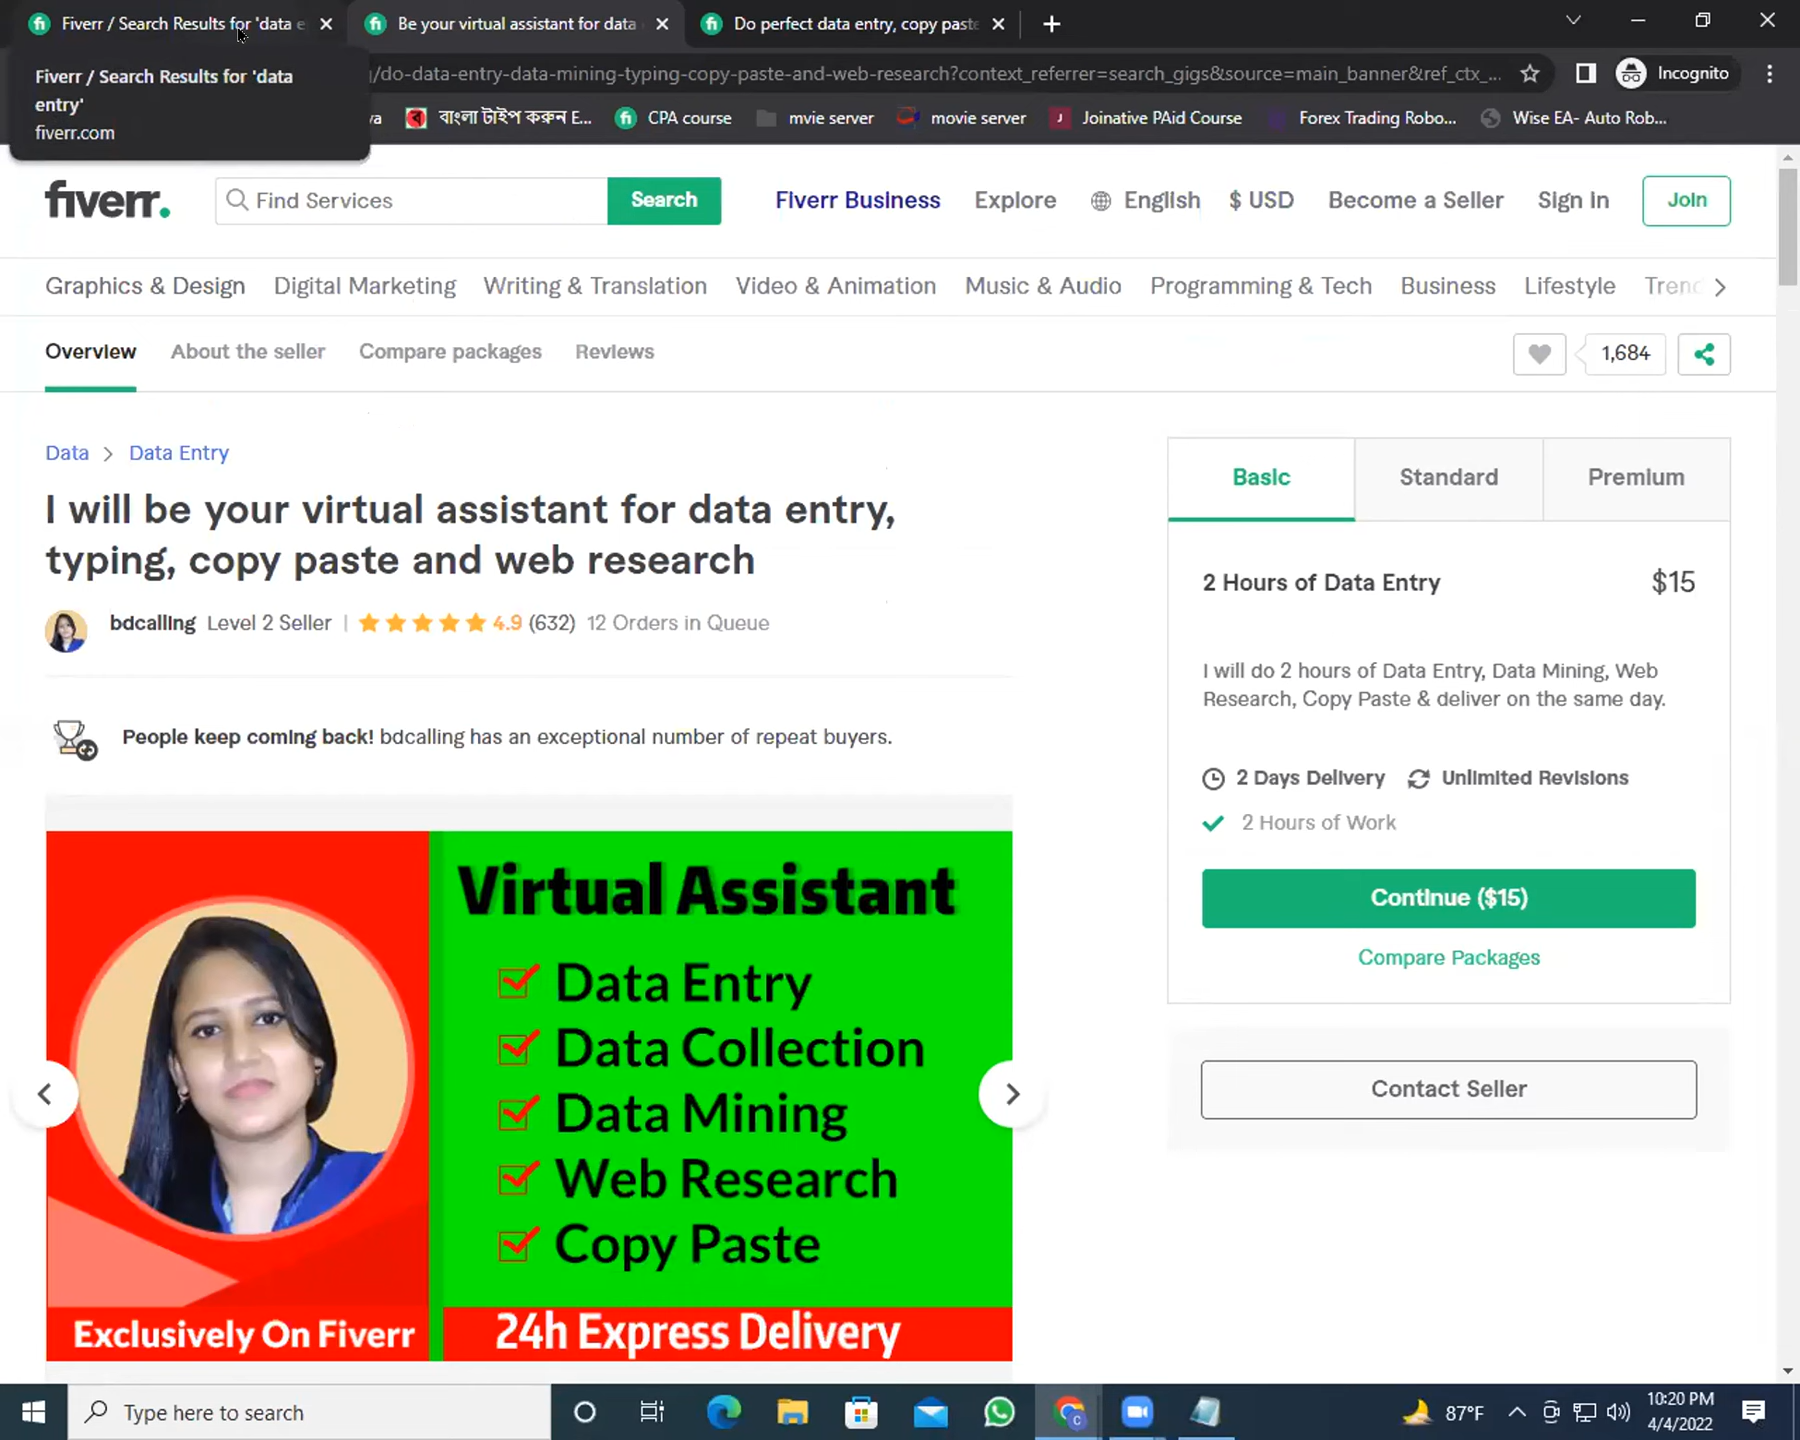 Fiverr / Search Results for 'data e
Be your virtual assistant for data
Do perfect data entry, copy paste
Fiverr / Search Results for 'data
entry'
fiverr.com
/do-data-entry-data-mining-typing-copy-paste-and-web-research?context_referrer=search_gigs&source=main_banner&ref_ctx_...
Incognito
va
বাংলা টাইপ করুন E...
CPA course
mvie server
movie server
Joinative PAid Course
Forex Trading Robo...
Wise EA- Auto Rob...
fiverr.
Find Services
Search
Fiverr Business
Explore
English
$ USD
Become a Seller
Sign In
Join
Graphics & Design
Digital Marketing
Writing & Translation
Video & Animation
Music & Audio
Programming & Tech
Business
Lifestyle
Trend
Overview
About the seller
Compare packages
Reviews
1,684
Data > Data Entry
I will be your virtual assistant for data entry,
typing, copy paste and web research
bdcalling Level 2 Seller | 4.9 (632) 12 Orders in Queue
People keep coming back! bdcalling has an exceptional number of repeat buyers.
Virtual Assistant
Data Entry
Data Collection
Data Mining
Web Research
Copy Paste
Exclusively On Fiverr
24h Express Delivery
Basic
Standard
Premium
2 Hours of Data Entry $15
I will do 2 hours of Data Entry, Data Mining, Web
Research, Copy Paste & deliver on the same day.
2 Days Delivery
Unlimited Revisions
2 Hours of Work
Continue ($15)
Compare Packages
Contact Seller
Type here to search
87°F
10:20 PM
4/4/2022